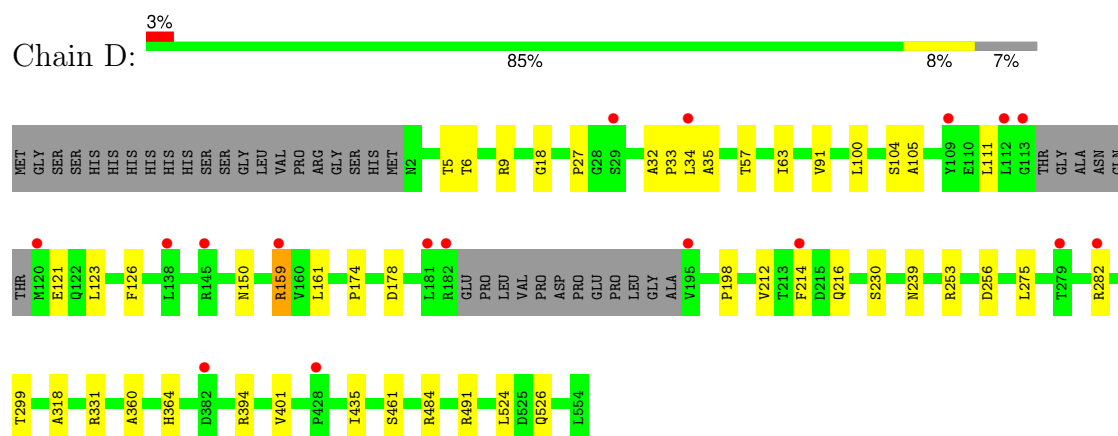 3%
Chain D:
85% 8% 7%
MET GLY SER SER HIS HIS HIS HIS HIS HIS SER SER GLY LEU VAL PRO ARG GLY SER HIS MET N2 T5 T6 R9 G18 P27 G28 S29 A32 P33 L34 A35 T57 I63 V91 L100 S104 A105 Y109 E110 L111 L112 G113 THR GLY ALA ASN GLN
THR M120 E121 Q122 L123 F126 L138 R145 N150 R159 V160 L161 P174 D178 L181 R182 GLU PRO LEU VAL PRO ASP PRO GLU PRO LEU GLY ALA V195 P198 V212 T213 F214 D215 Q216 S230 N239 R253 D256 L275 T279 R282
T299 A318 R331 A360 H364 D382 R394 V401 P428 I435 S461 R484 R491 L524 D525 Q526 L554